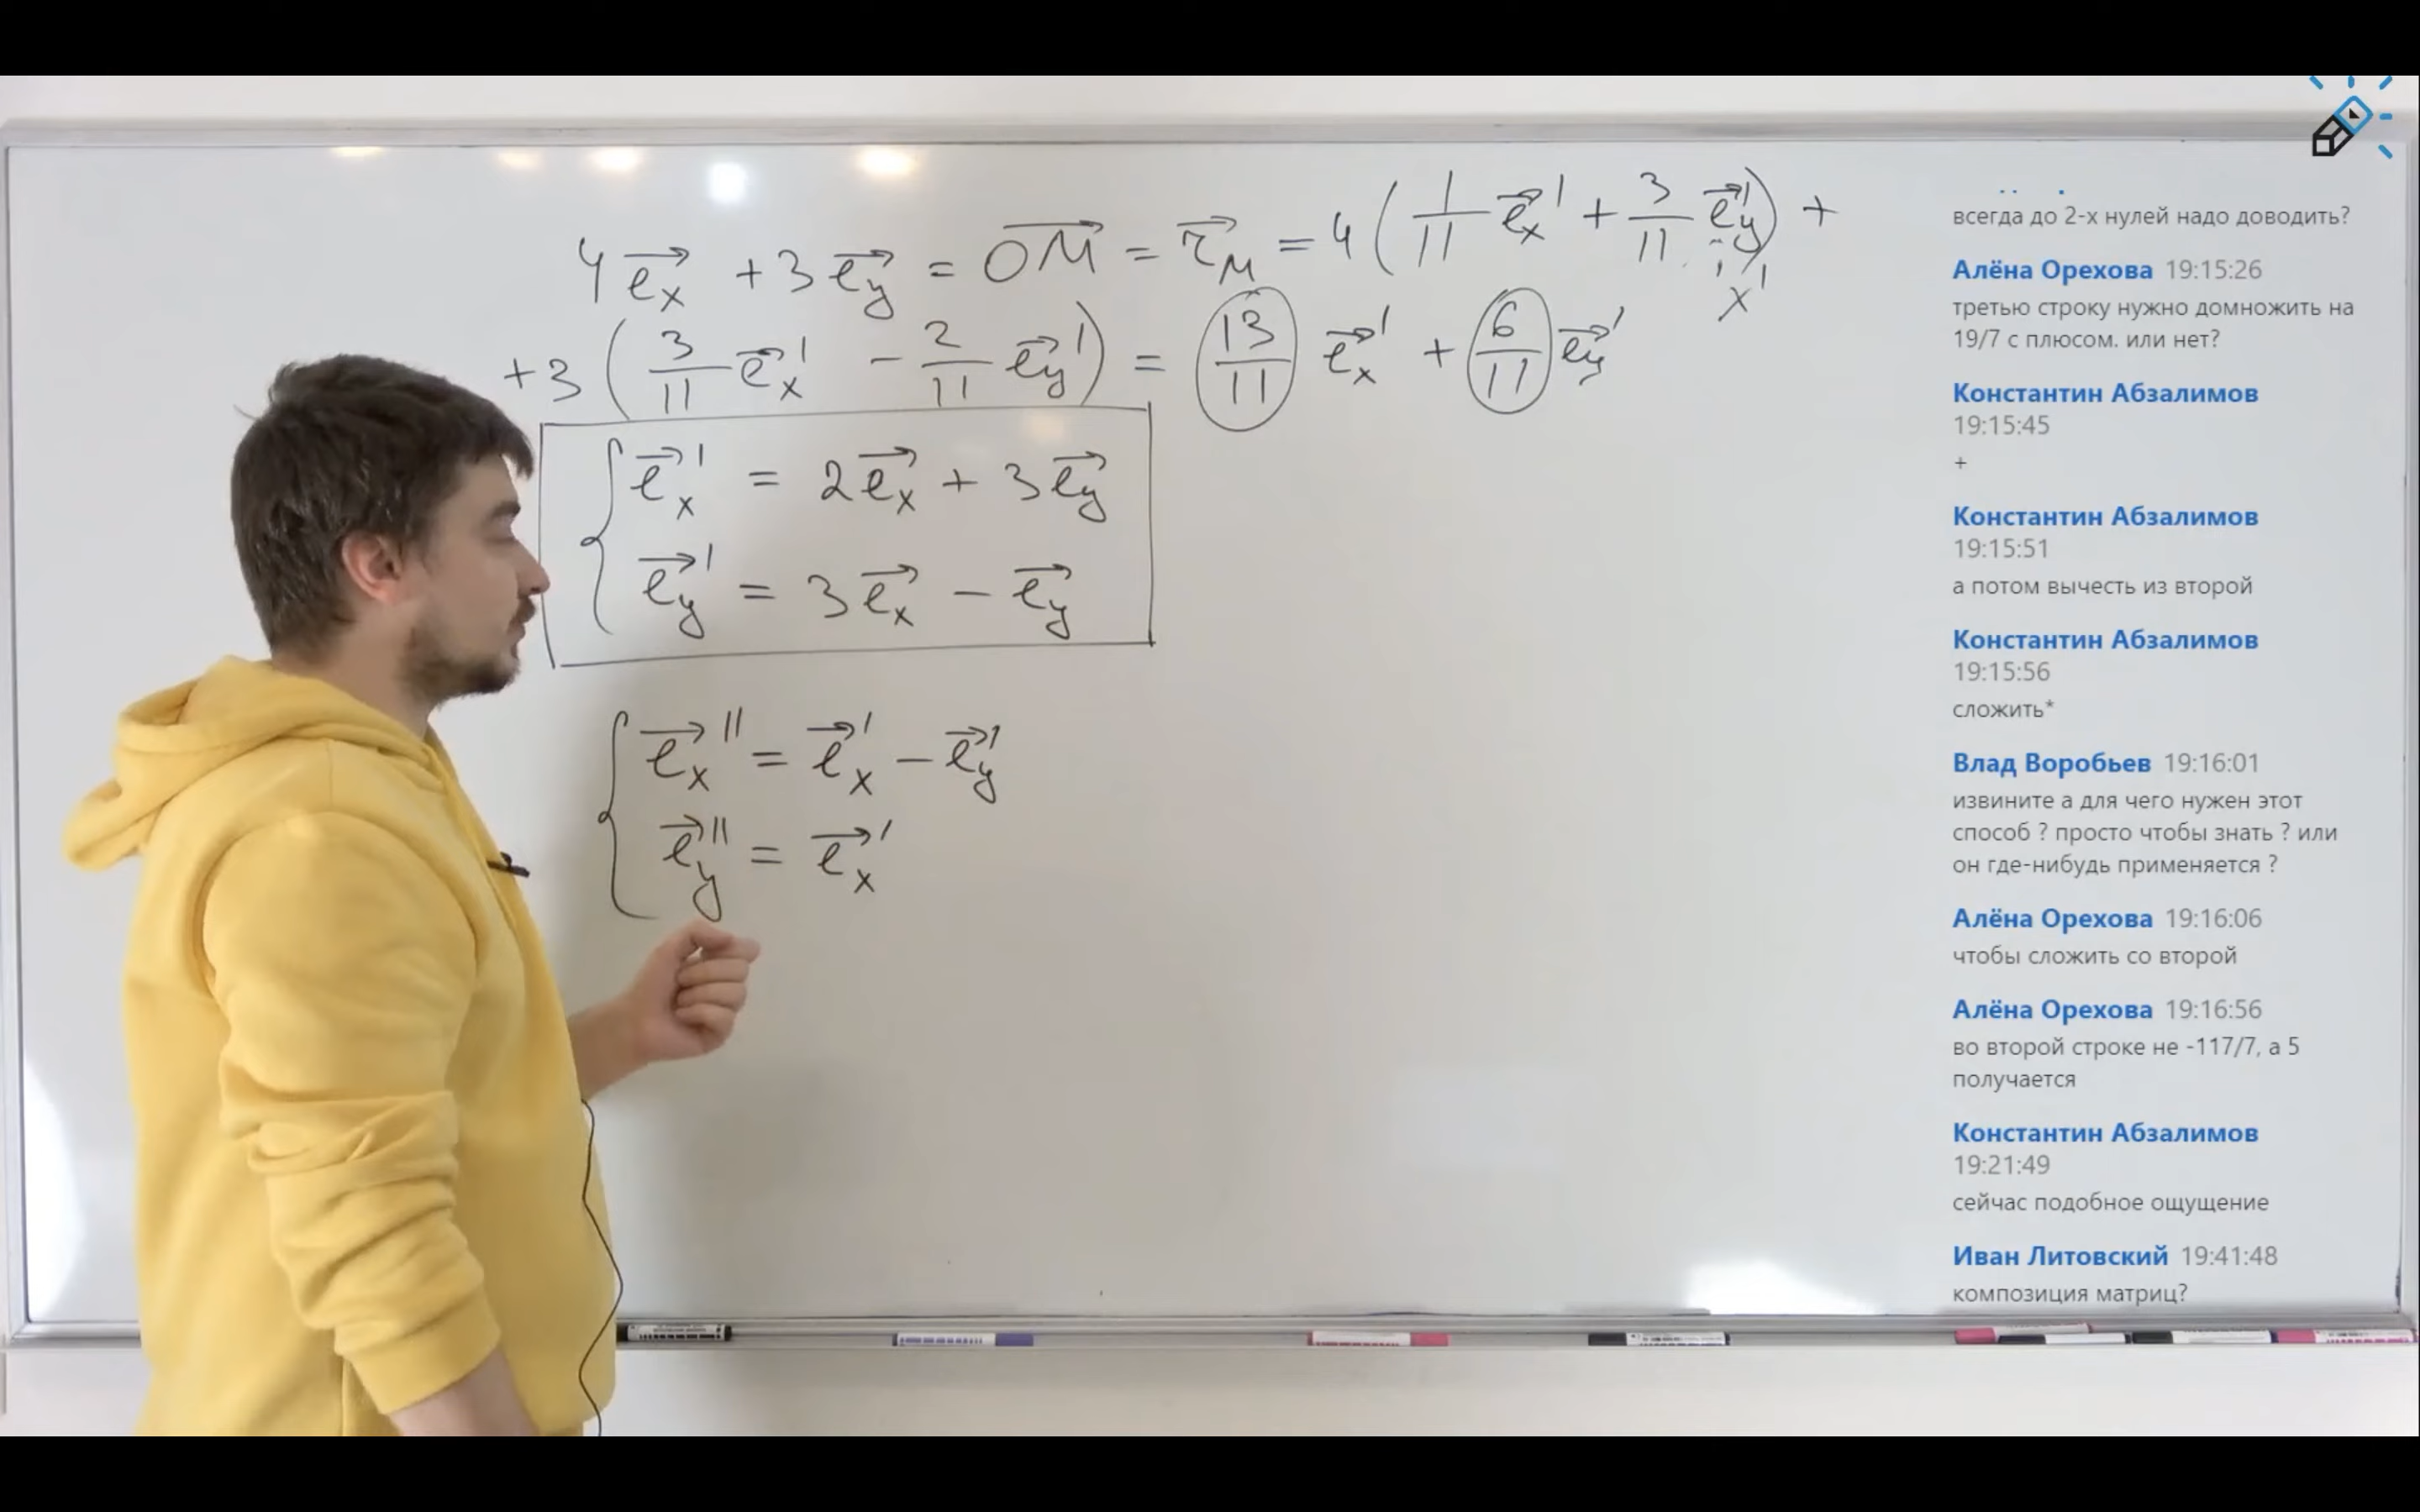 4e⃗x + 3e⃗y = O⃗M⃗ = r⃗M = 4(1/11 e⃗x' + 3/11 e⃗y') +
x'
+3(3/11 e⃗x' − 2/11 e⃗y') = 13/11 e⃗x' + 6/11 e⃗y'
e⃗x' = 2e⃗x + 3e⃗y
e⃗y' = 3e⃗x − e⃗y
e⃗x'' = e⃗x' − e⃗y'
e⃗y'' = e⃗x'
всегда до 2-х нулей надо доводить?
Алёна Орехова 19:15:26
третью строку нужно домножить на
19/7 с плюсом. или нет?
Константин Абзалимов
19:15:45
+
Константин Абзалимов
19:15:51
а потом вычесть из второй
Константин Абзалимов
19:15:56
сложить*
Влад Воробьев 19:16:01
извините а для чего нужен этот
способ ? просто чтобы знать ? или
он где-нибудь применяется ?
Алёна Орехова 19:16:06
чтобы сложить со второй
Алёна Орехова 19:16:56
во второй строке не -117/7, а 5
получается
Константин Абзалимов
19:21:49
сейчас подобное ощущение
Иван Литовский 19:41:48
композиция матриц?